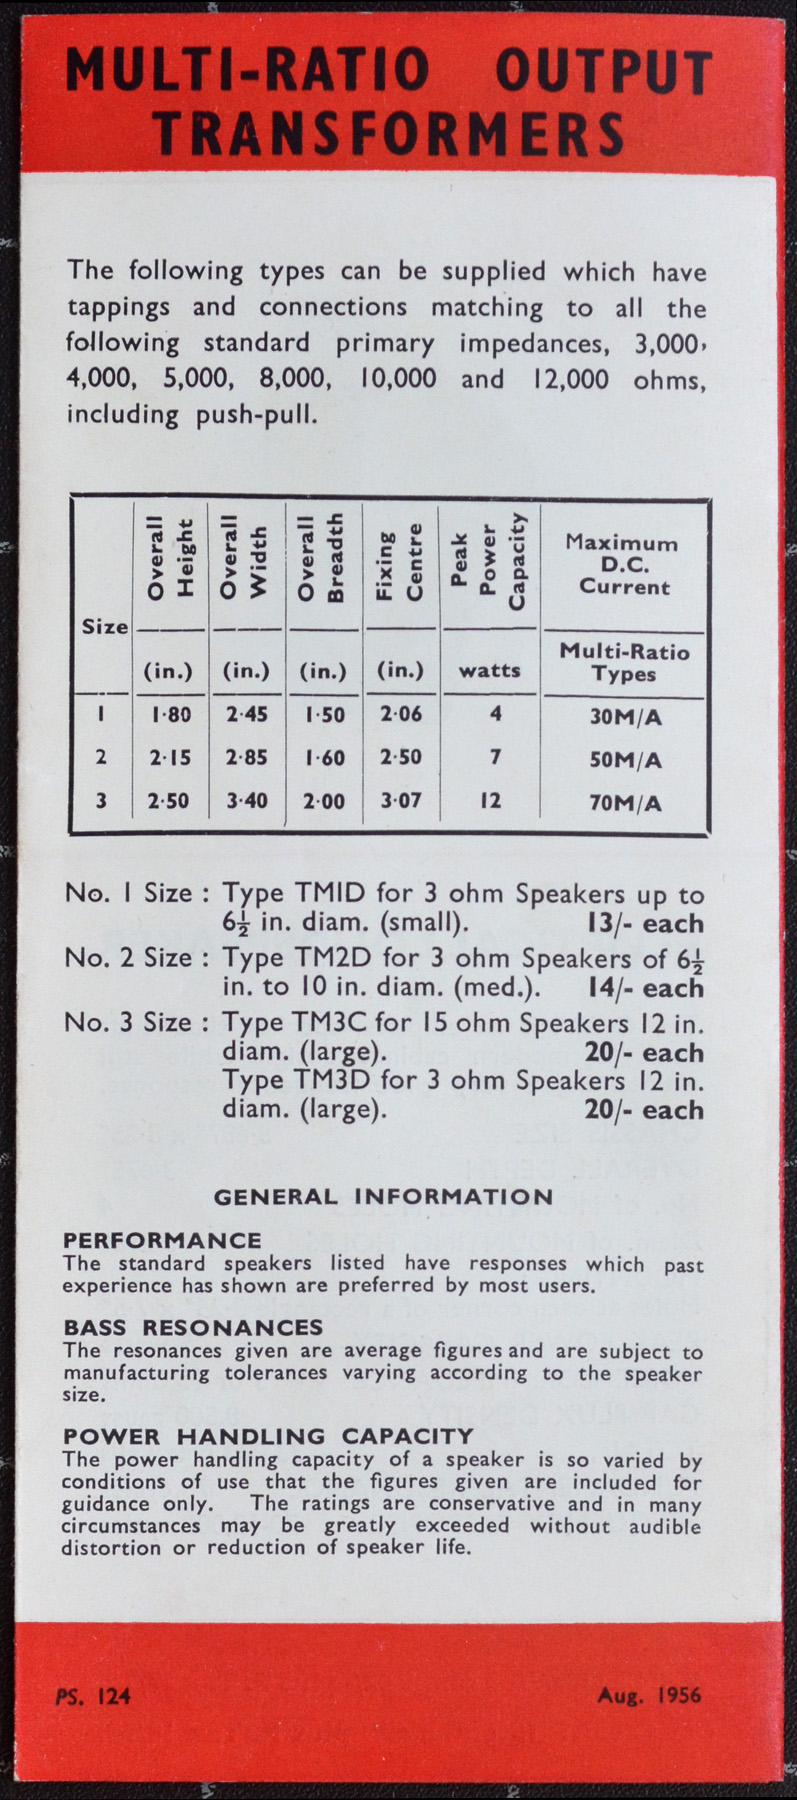 MULTI-RATIO OUTPUT
TRANSFORMERS
The following types can be supplied which have
tappings and connections matching to all the
following standard primary impedances, 3,000,
4,000, 5,000, 8,000, 10,000 and 12,000 ohms,
including push-pull.
Size Overall Height Overall Width Overall Breadth Fixing Centre Peak Power Capacity Maximum D.C. Current
(in.) (in.) (in.) (in.) watts Multi-Ratio Types
1 1·80 2·45 1·50 2·06 4 30M/A
2 2·15 2·85 1·60 2·50 7 50M/A
3 2·50 3·40 2·00 3·07 12 70M/A
No. 1 Size : Type TM1D for 3 ohm Speakers up to
6½ in. diam. (small). 13/- each
No. 2 Size : Type TM2D for 3 ohm Speakers of 6½
in. to 10 in. diam. (med.). 14/- each
No. 3 Size : Type TM3C for 15 ohm Speakers 12 in.
diam. (large). 20/- each
Type TM3D for 3 ohm Speakers 12 in.
diam. (large). 20/- each
GENERAL INFORMATION
PERFORMANCE
The standard speakers listed have responses which past
experience has shown are preferred by most users.
BASS RESONANCES
The resonances given are average figures and are subject to
manufacturing tolerances varying according to the speaker
size.
POWER HANDLING CAPACITY
The power handling capacity of a speaker is so varied by
conditions of use that the figures given are included for
guidance only. The ratings are conservative and in many
circumstances may be greatly exceeded without audible
distortion or reduction of speaker life.
PS. 124 Aug. 1956